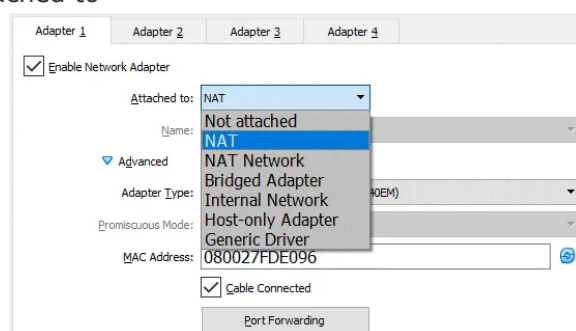 ached to
Adapter 1 Adapter 2 Adapter 3 Adapter 4
Enable Network Adapter
Attached to: NAT
Not attached
Name:
NAT
Advanced
NAT Network
Bridged Adapter
Adapter Type: 40EM)
Internal Network
Host-only Adapter
Promiscuous Mode:
Generic Driver
MAC Address: 080027FDE096
Cable Connected
Port Forwarding